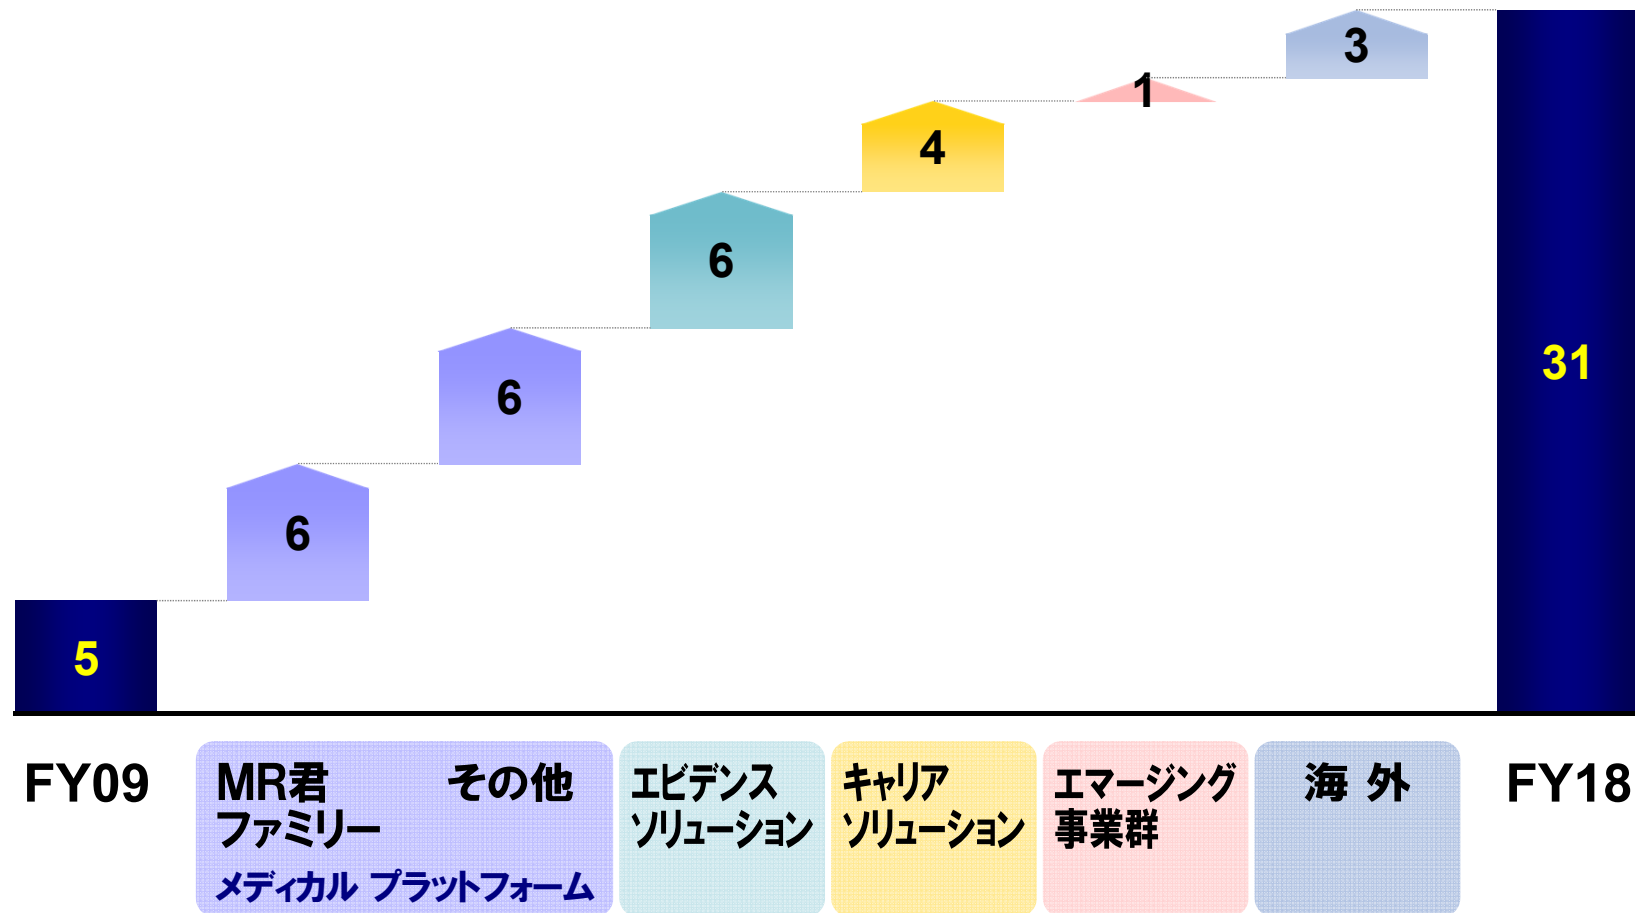 3
1
4
6
6
6
5
31
FY09
MR君
ファミリー
その他
メディカル プラットフォーム
エビデンス
ソリューション
キャリア
ソリューション
エマージング
事業群
海 外
FY18